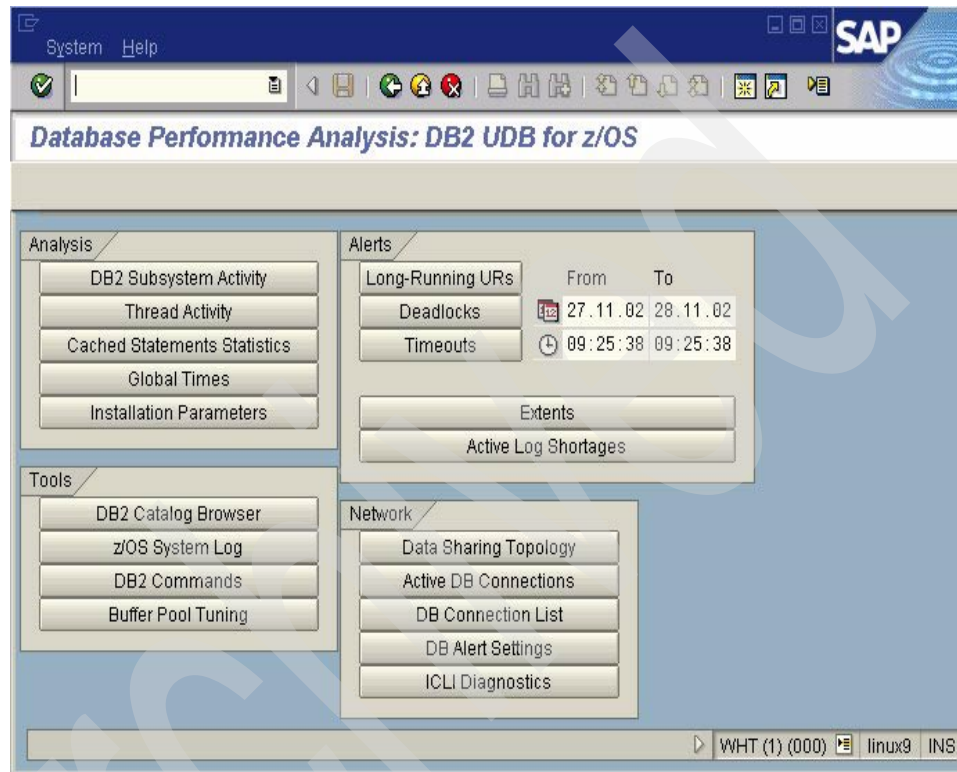 System Help
SAP
Database Performance Analysis: DB2 UDB for z/OS
Analysis
DB2 Subsystem Activity
Thread Activity
Cached Statements Statistics
Global Times
Installation Parameters
Alerts
Long-Running URs
Deadlocks
Timeouts
From To
27.11.02 28.11.02
09:25:38 09:25:38
Extents
Active Log Shortages
Tools
DB2 Catalog Browser
z/OS System Log
DB2 Commands
Buffer Pool Tuning
Network
Data Sharing Topology
Active DB Connections
DB Connection List
DB Alert Settings
ICLI Diagnostics
WHT (1) (000) linux9 INS